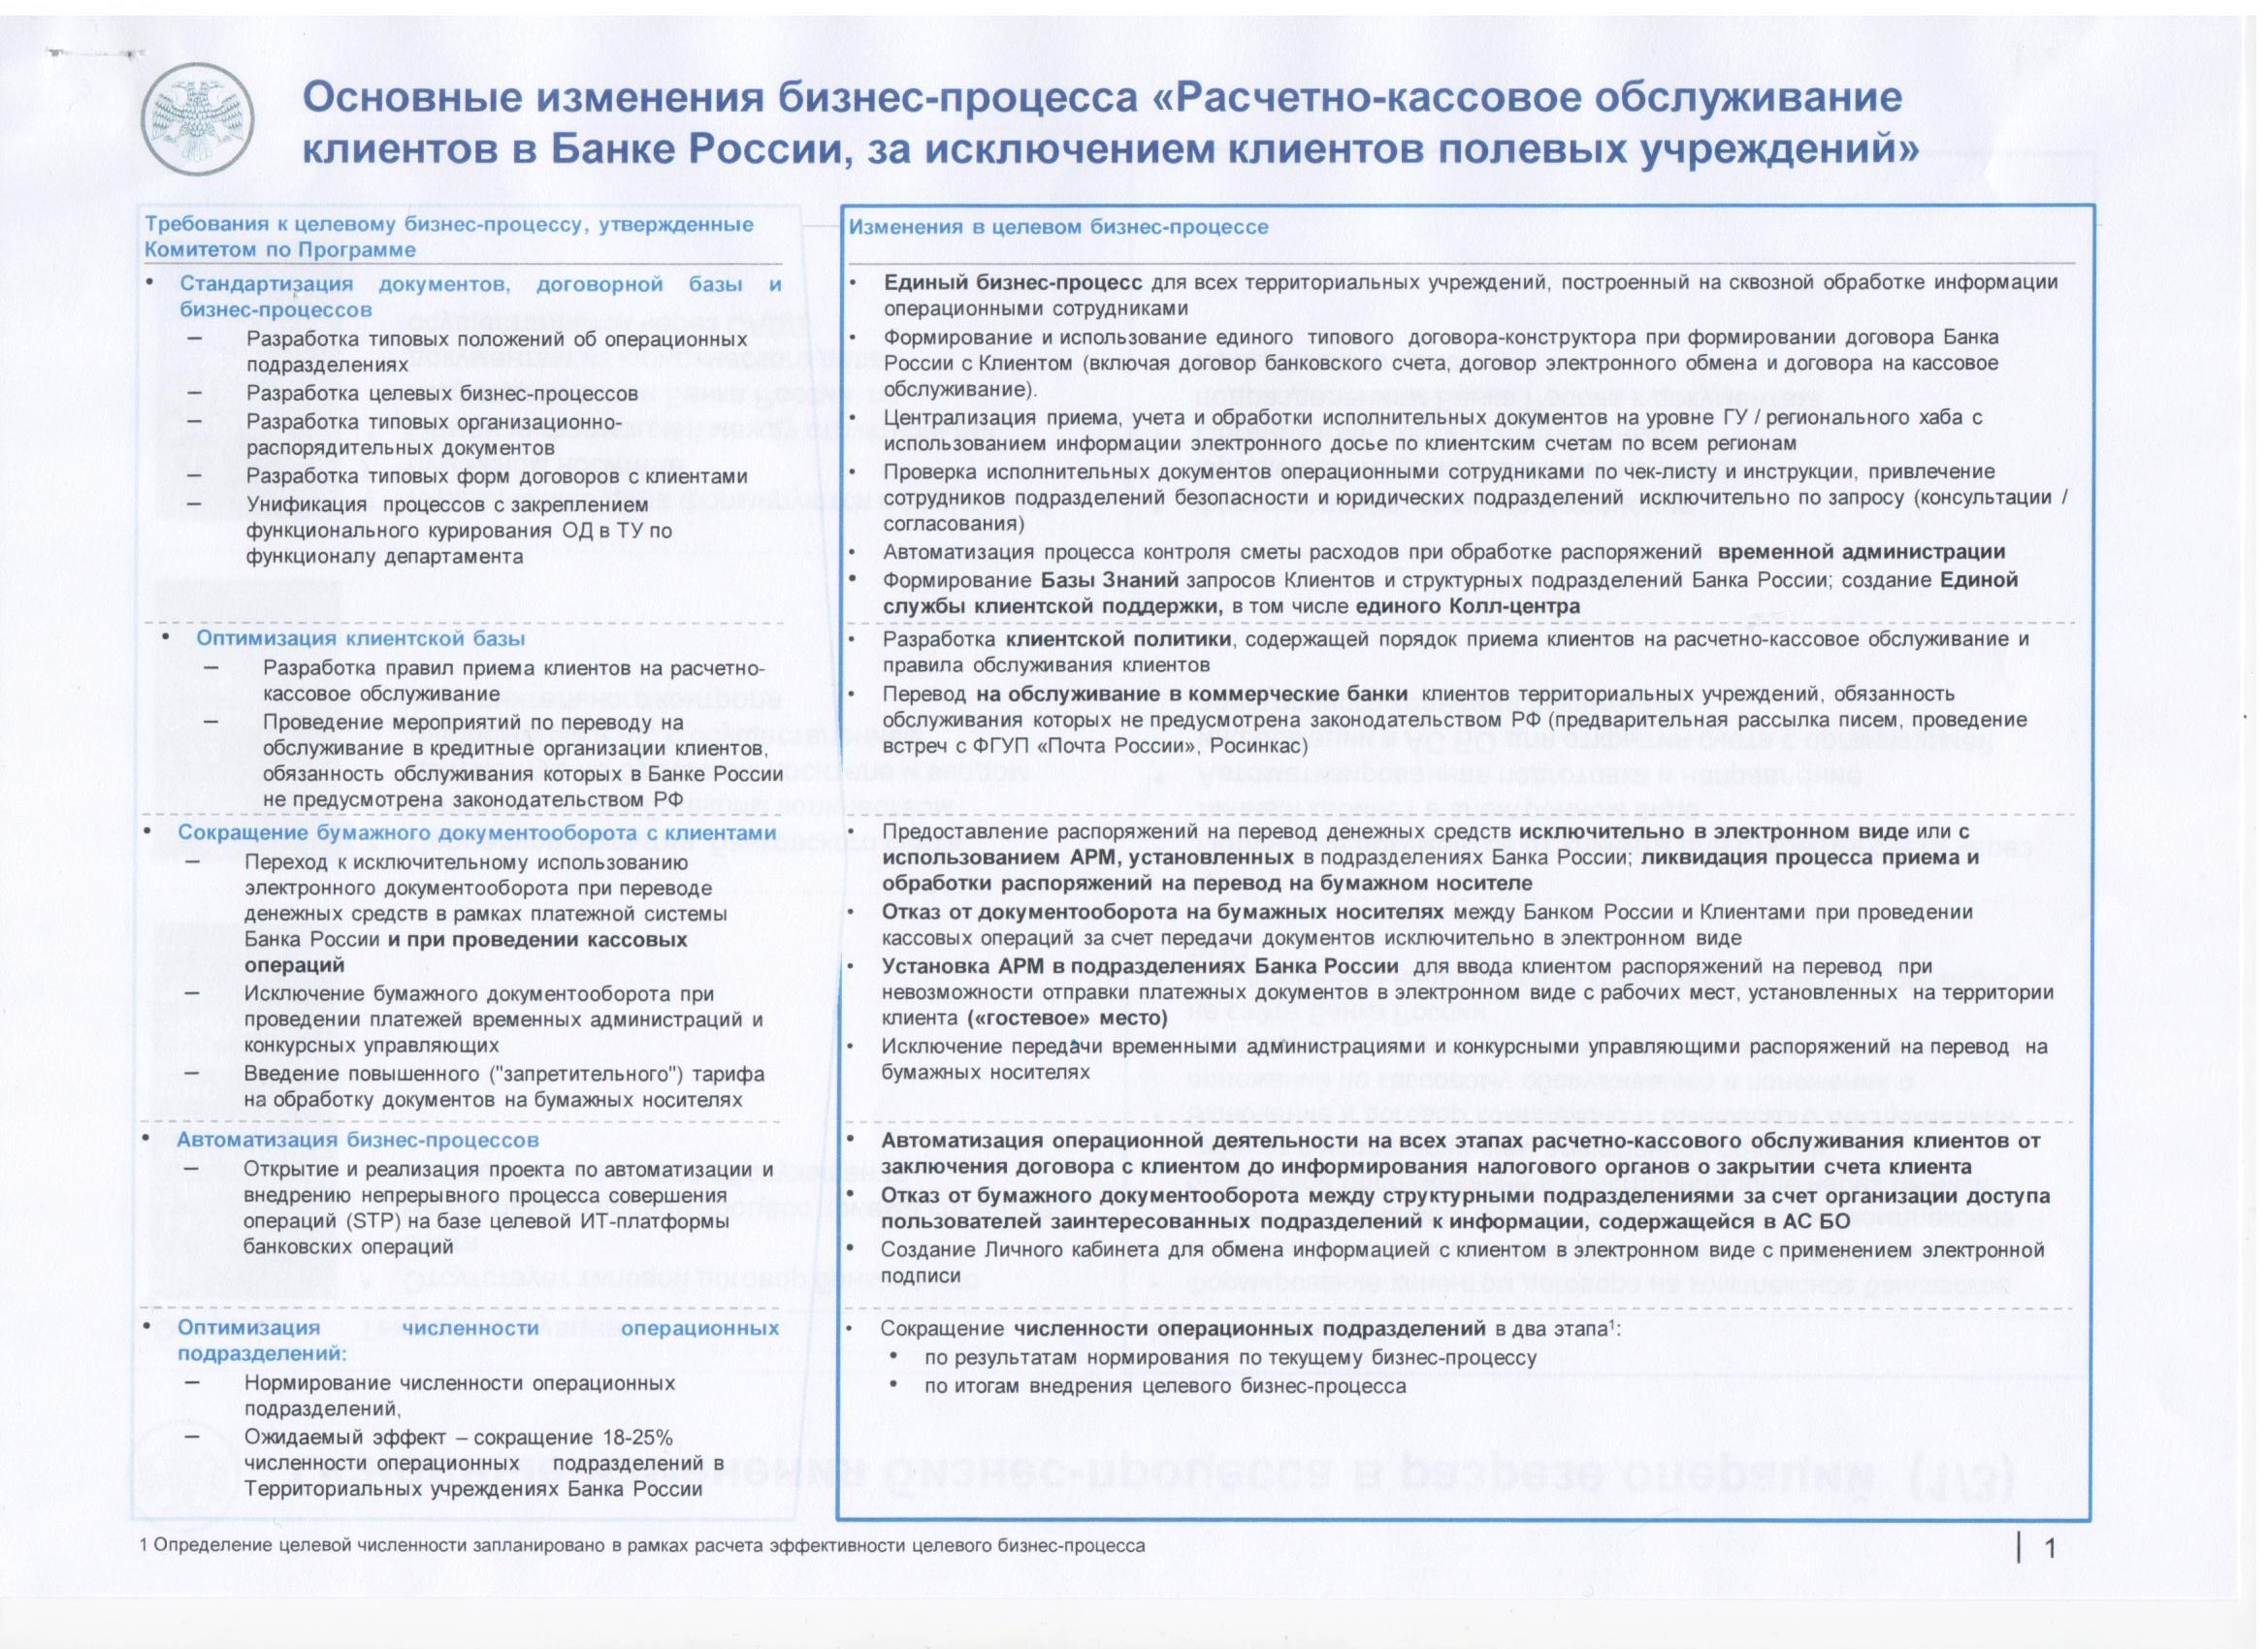 Основные изменения бизнес-процесса «Расчетно-кассовое обслуживание
клиентов в Банке России, за исключением клиентов полевых учреждений»
Требования к целевому бизнес-процессу, утвержденные
Комитетом по Программе
• Стандартизация документов, договорной базы и
бизнес-процессов
– Разработка типовых положений об операционных
подразделениях
– Разработка целевых бизнес-процессов
– Разработка типовых организационно-
распорядительных документов
– Разработка типовых форм договоров с клиентами
– Унификация процессов с закреплением
функционального курирования ОД в ТУ по
функционалу департамента
• Оптимизация клиентской базы
– Разработка правил приема клиентов на расчетно-
кассовое обслуживание
– Проведение мероприятий по переводу на
обслуживание в кредитные организации клиентов,
обязанность обслуживания которых в Банке России
не предусмотрена законодательством РФ
• Сокращение бумажного документооборота с клиентами
– Переход к исключительному использованию
электронного документооборота при переводе
денежных средств в рамках платежной системы
Банка России и при проведении кассовых
операций
– Исключение бумажного документооборота при
проведении платежей временных администраций и
конкурсных управляющих
– Введение повышенного ("запретительного") тарифа
на обработку документов на бумажных носителях
• Автоматизация бизнес-процессов
– Открытие и реализация проекта по автоматизации и
внедрению непрерывного процесса совершения
операций (STP) на базе целевой ИТ-платформы
банковских операций
• Оптимизация численности операционных
подразделений:
– Нормирование численности операционных
подразделений,
– Ожидаемый эффект – сокращение 18-25%
численности операционных подразделений в
Территориальных учреждениях Банка России
Изменения в целевом бизнес-процессе
• Единый бизнес-процесс для всех территориальных учреждений, построенный на сквозной обработке информации
операционными сотрудниками
• Формирование и использование единого типового договора-конструктора при формировании договора Банка
России с Клиентом (включая договор банковского счета, договор электронного обмена и договора на кассовое
обслуживание).
• Централизация приема, учета и обработки исполнительных документов на уровне ГУ / регионального хаба с
использованием информации электронного досье по клиентским счетам по всем регионам
• Проверка исполнительных документов операционными сотрудниками по чек-листу и инструкции, привлечение
сотрудников подразделений безопасности и юридических подразделений исключительно по запросу (консультации /
согласования)
• Автоматизация процесса контроля сметы расходов при обработке распоряжений временной администрации
• Формирование Базы Знаний запросов Клиентов и структурных подразделений Банка России; создание Единой
службы клиентской поддержки, в том числе единого Колл-центра
• Разработка клиентской политики, содержащей порядок приема клиентов на расчетно-кассовое обслуживание и
правила обслуживания клиентов
• Перевод на обслуживание в коммерческие банки клиентов территориальных учреждений, обязанность
обслуживания которых не предусмотрена законодательством РФ (предварительная рассылка писем, проведение
встреч с ФГУП «Почта России», Росинкас)
• Предоставление распоряжений на перевод денежных средств исключительно в электронном виде или с
использованием АРМ, установленных в подразделениях Банка России; ликвидация процесса приема и
обработки распоряжений на перевод на бумажном носителе
• Отказ от документооборота на бумажных носителях между Банком России и Клиентами при проведении
кассовых операций за счет передачи документов исключительно в электронном виде
• Установка АРМ в подразделениях Банка России для ввода клиентом распоряжений на перевод при
невозможности отправки платежных документов в электронном виде с рабочих мест, установленных на территории
клиента («гостевое» место)
• Исключение передачи временными администрациями и конкурсными управляющими распоряжений на перевод на
бумажных носителях
• Автоматизация операционной деятельности на всех этапах расчетно-кассового обслуживания клиентов от
заключения договора с клиентом до информирования налогового органов о закрытии счета клиента
• Отказ от бумажного документооборота между структурными подразделениями за счет организации доступа
пользователей заинтересованных подразделений к информации, содержащейся в АС БО
• Создание Личного кабинета для обмена информацией с клиентом в электронном виде с применением электронной
подписи
• Сокращение численности операционных подразделений в два этапа¹:
• по результатам нормирования по текущему бизнес-процессу
• по итогам внедрения целевого бизнес-процесса
1 Определение целевой численности запланировано в рамках расчета эффективности целевого бизнес-процесса
| 1